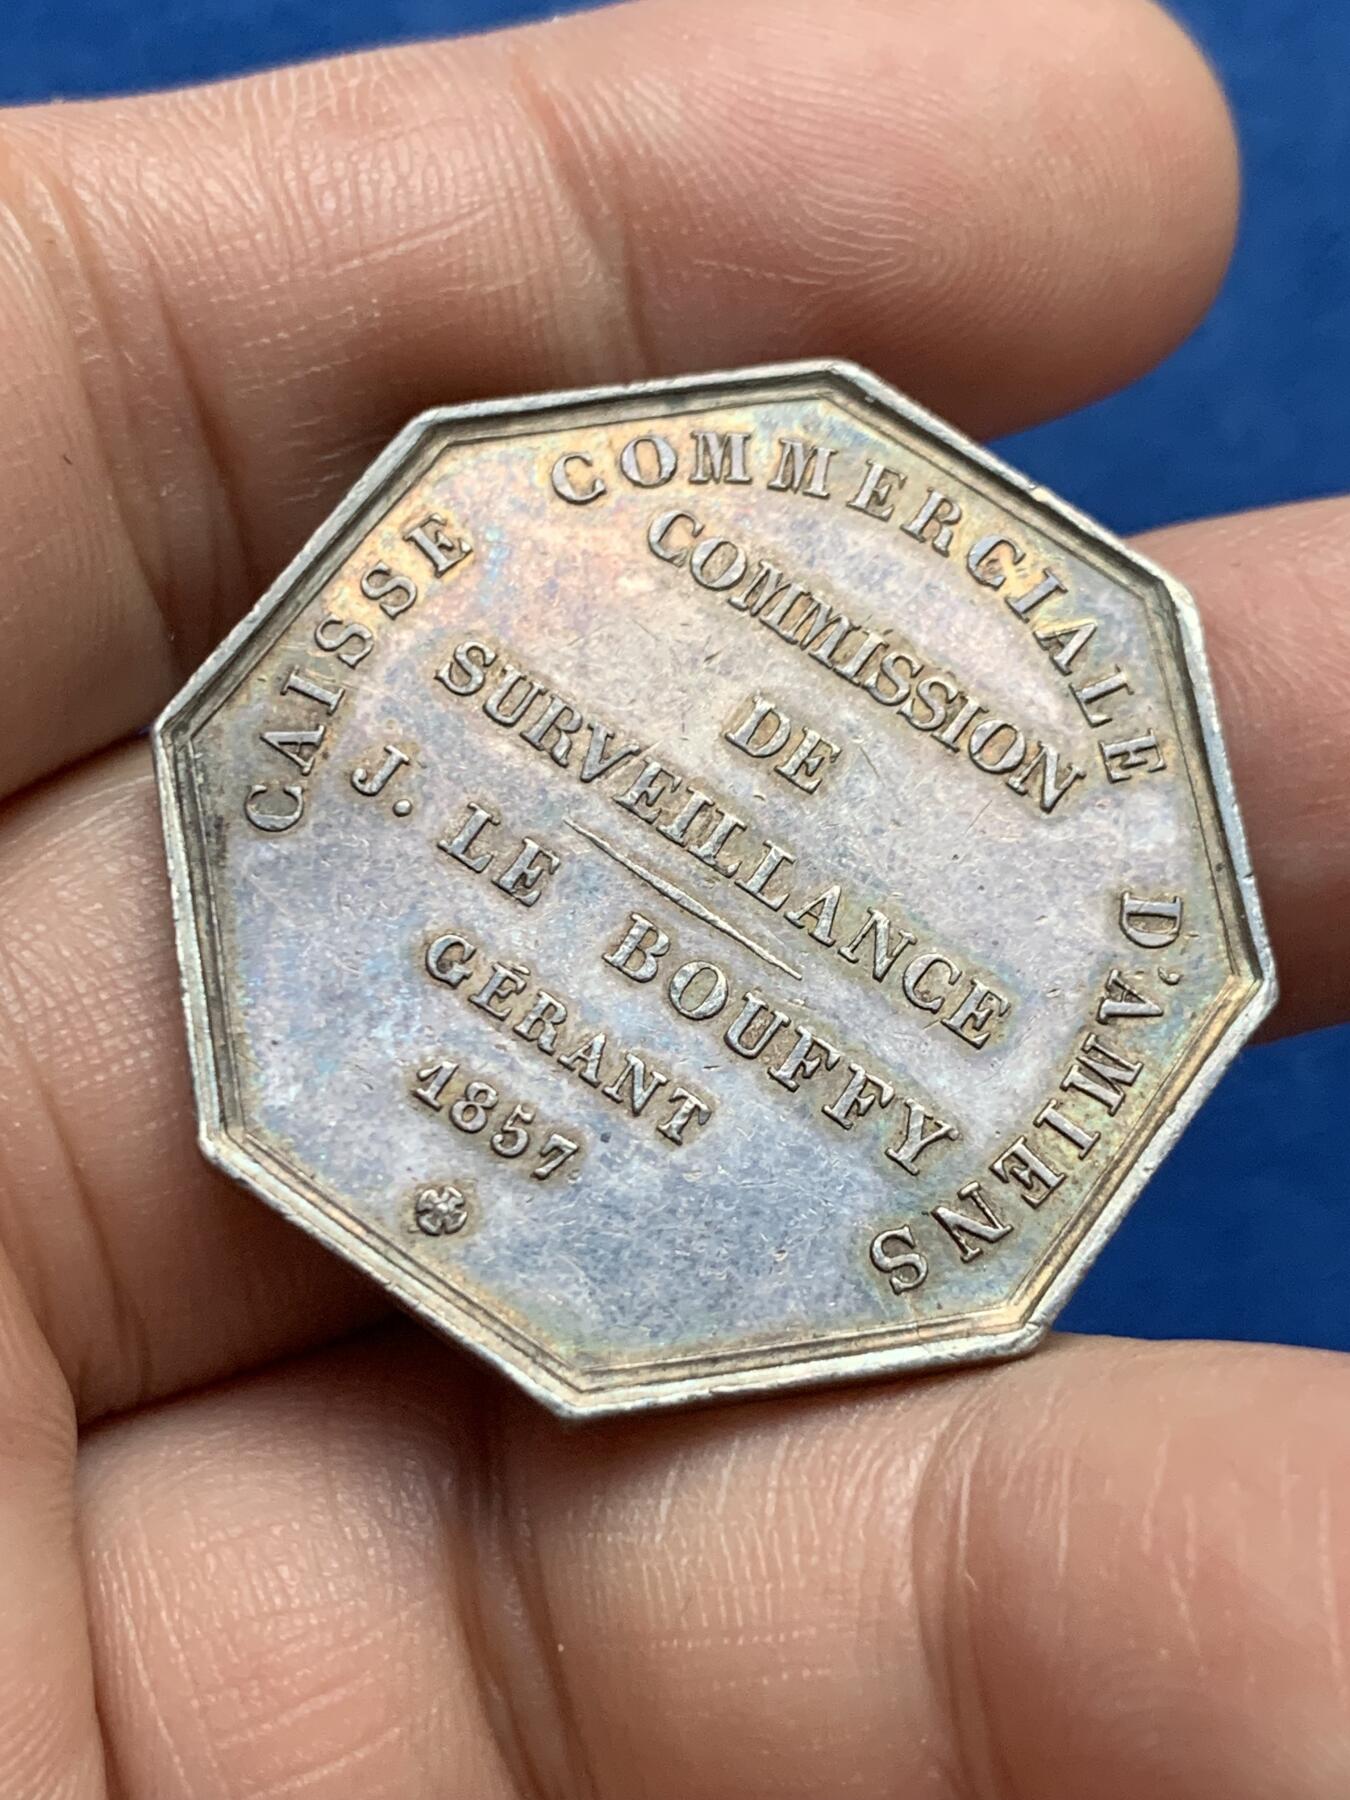 CAISSE COMMERCIALE D'AMIENS
COMMISSION
DE
SURVEILLANCE
J. LE BOUFFY
GÉRANT
1857.